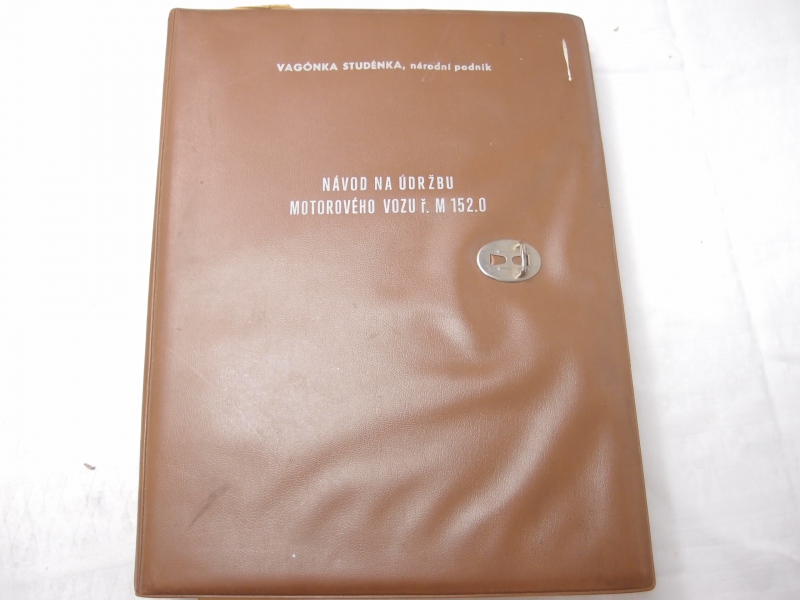 VAGÓNKA STUDÉNKA, národní podnik
NÁVOD NA ÚDRŽBU
MOTOROVÉHO VOZU ř. M 152.0